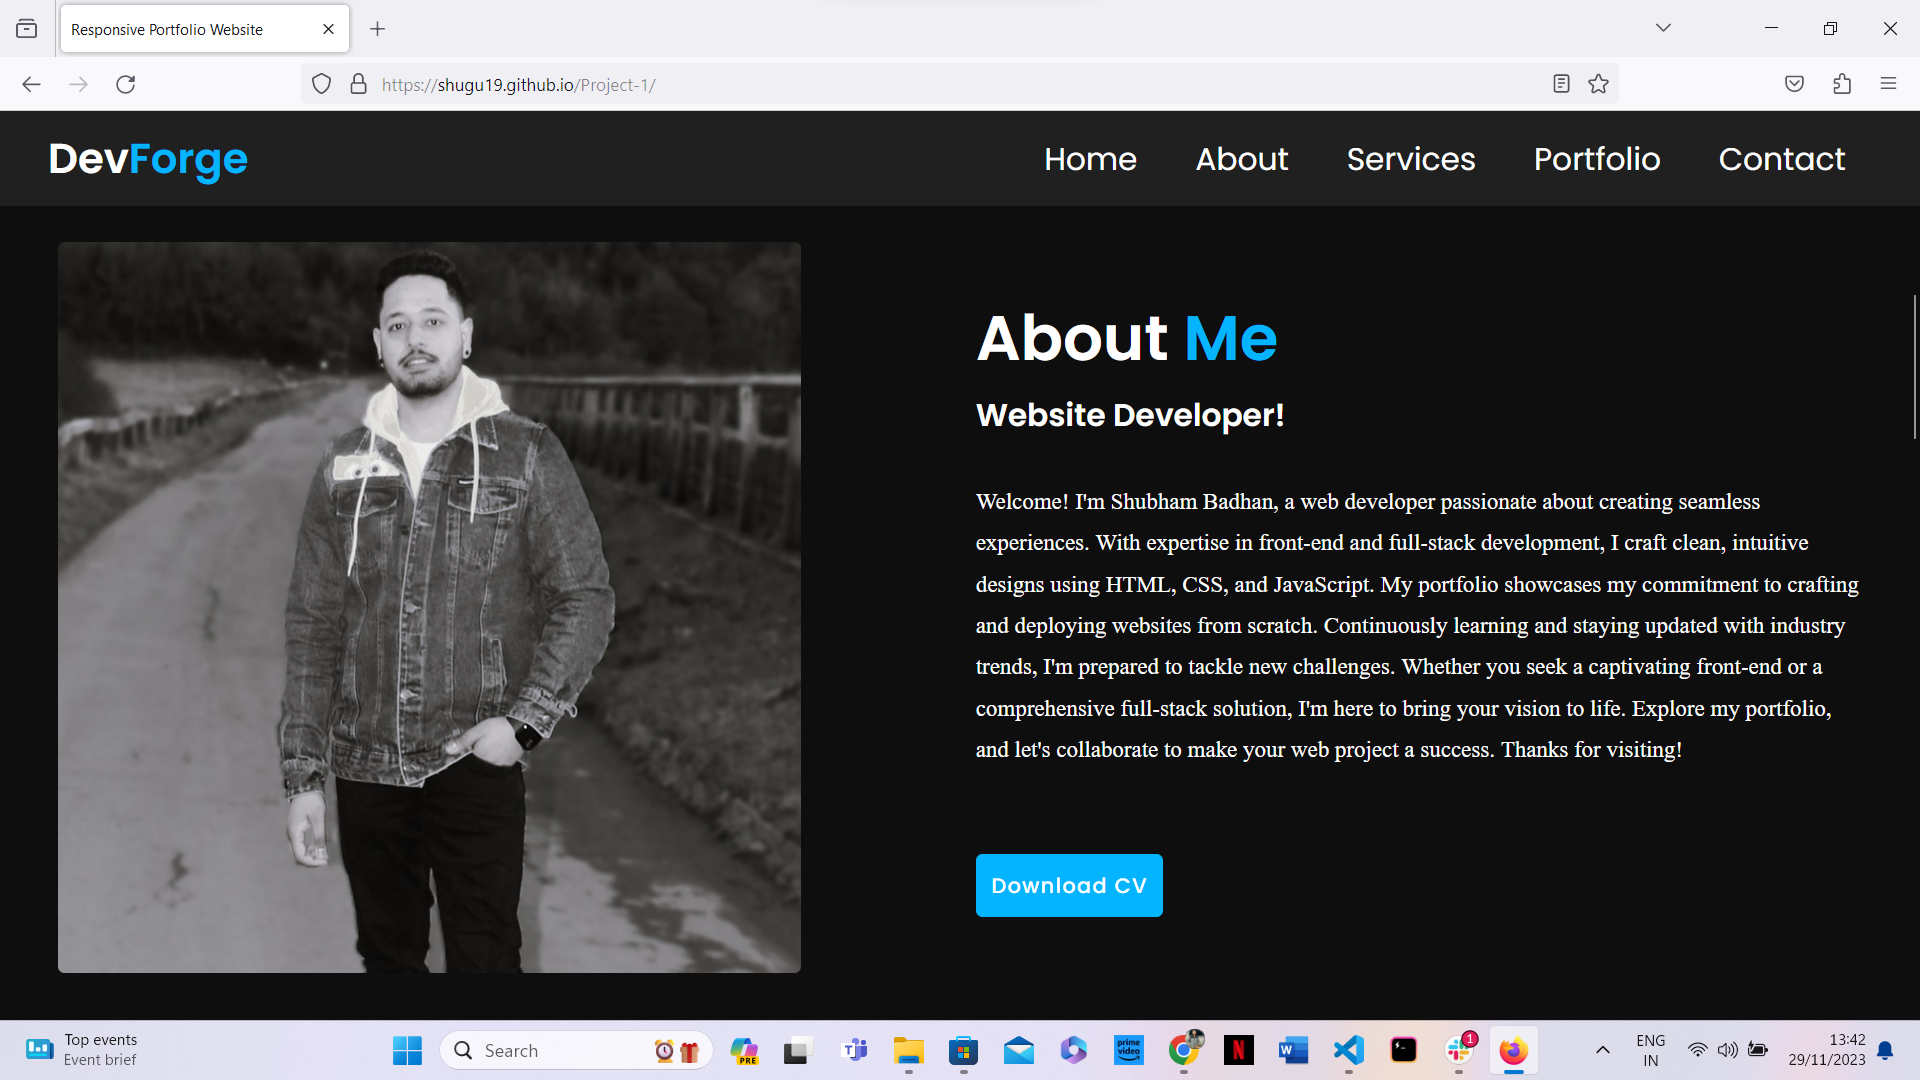 Responsive Portfolio Website
https://shugu19.github.io/Project-1/
DevForge
Home About Services Portfolio Contact
About Me
Website Developer!
Welcome! I'm Shubham Badhan, a web developer passionate about creating seamless
experiences. With expertise in front-end and full-stack development, I craft clean, intuitive
designs using HTML, CSS, and JavaScript. My portfolio showcases my commitment to crafting
and deploying websites from scratch. Continuously learning and staying updated with industry
trends, I'm prepared to tackle new challenges. Whether you seek a captivating front-end or a
comprehensive full-stack solution, I'm here to bring your vision to life. Explore my portfolio,
and let's collaborate to make your web project a success. Thanks for visiting!
Download CV
Top events
Event brief
Search
PRE
T
prime
video
N
W
1
ENG
IN
13:42
29/11/2023